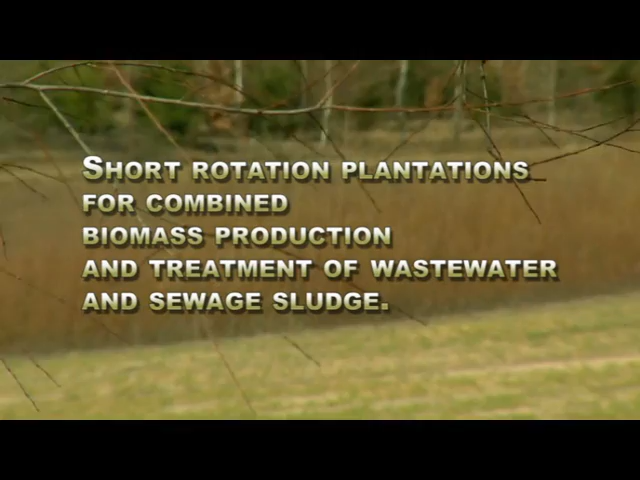 Short rotation plantations
for combined
biomass production
and treatment of wastewater
and sewage sludge.